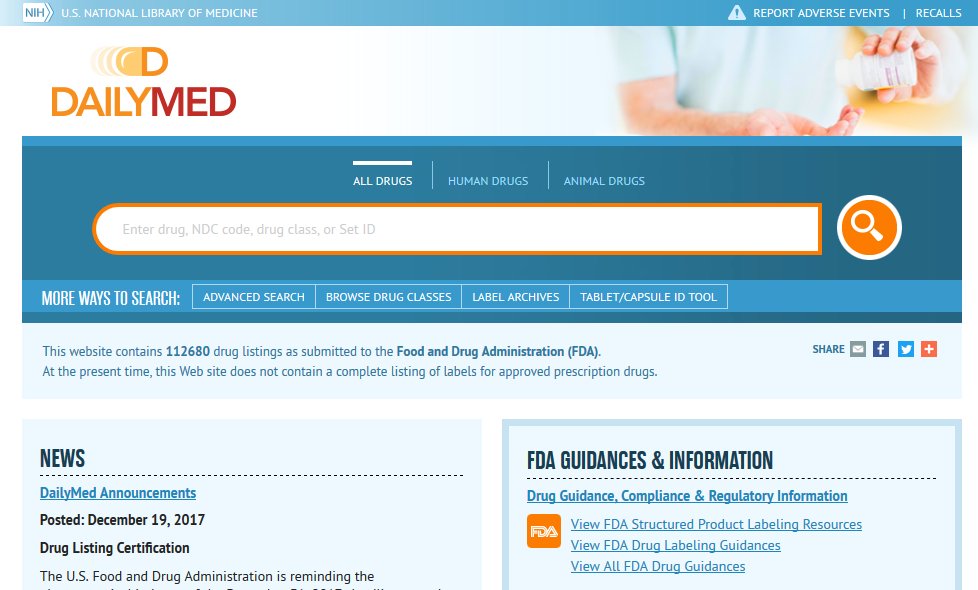 NIH U.S. NATIONAL LIBRARY OF MEDICINE
REPORT ADVERSE EVENTS | RECALLS
D
DAILYMED
ALL DRUGS HUMAN DRUGS ANIMAL DRUGS
Enter drug, NDC code, drug class, or Set ID
MORE WAYS TO SEARCH: ADVANCED SEARCH BROWSE DRUG CLASSES LABEL ARCHIVES TABLET/CAPSULE ID TOOL
This website contains 112680 drug listings as submitted to the Food and Drug Administration (FDA).
At the present time, this Web site does not contain a complete listing of labels for approved prescription drugs.
SHARE
NEWS
DailyMed Announcements
Posted: December 19, 2017
Drug Listing Certification
The U.S. Food and Drug Administration is reminding the
FDA GUIDANCES & INFORMATION
Drug Guidance, Compliance & Regulatory Information
FDA
View FDA Structured Product Labeling Resources
View FDA Drug Labeling Guidances
View All FDA Drug Guidances